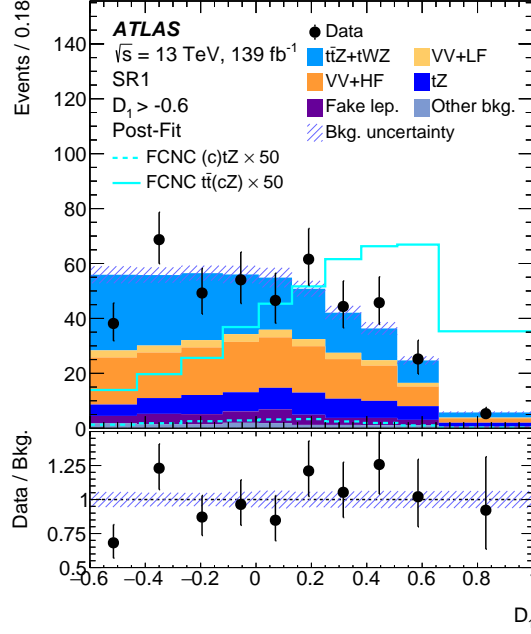 Events / 0.18
ATLAS
√s = 13 TeV, 139 fb⁻¹
SR1
D₁ > -0.6
Post-Fit
FCNC (c)tZ × 50
FCNC tt̄(cZ) × 50
Data
tt̄Z+tWZ
VV+LF
VV+HF
tZ
Fake lep.
Other bkg.
Bkg. uncertainty
140
120
100
80
60
40
20
0
Data / Bkg.
1.25
1
0.75
0.5
−0.6 −0.4 −0.2 0 0.2 0.4 0.6 0.8
D